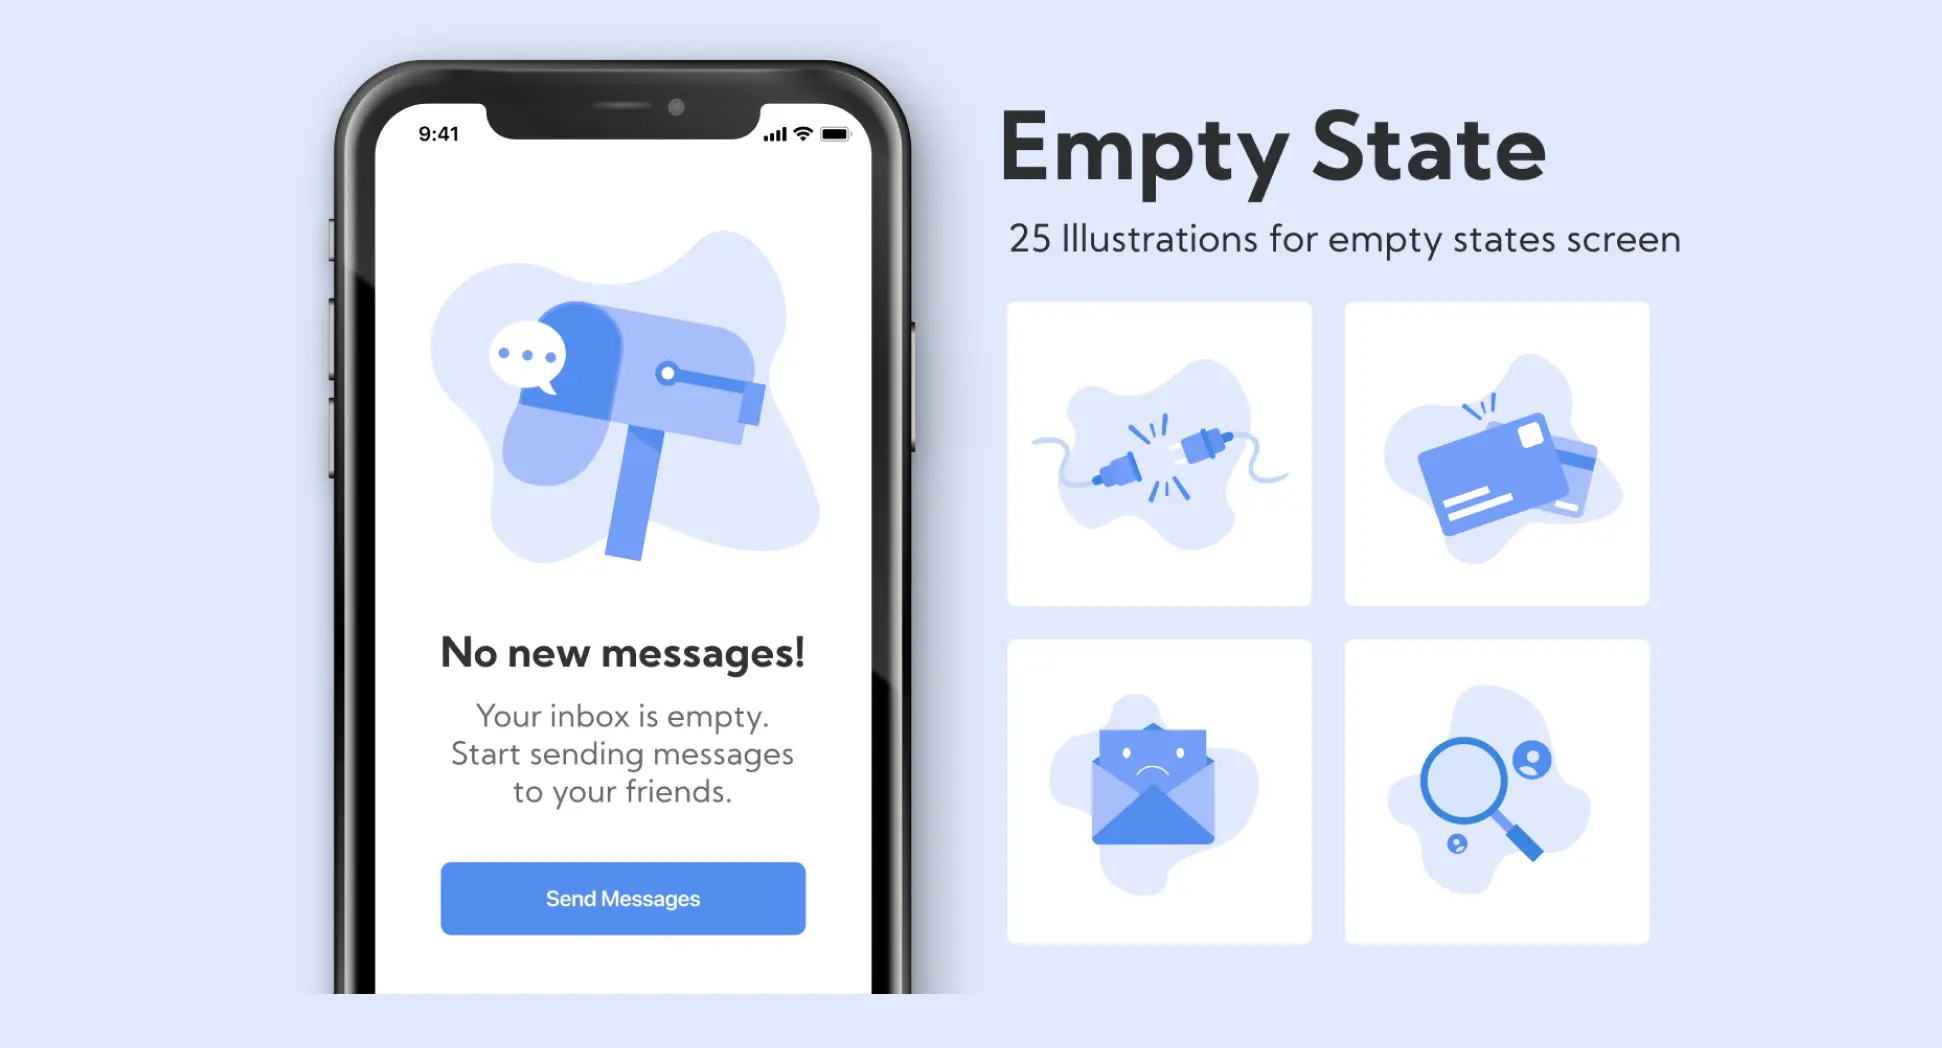 9:41
No new messages!
Your inbox is empty.
Start sending messages
to your friends.
Send Messages
Empty State
25 Illustrations for empty states screen